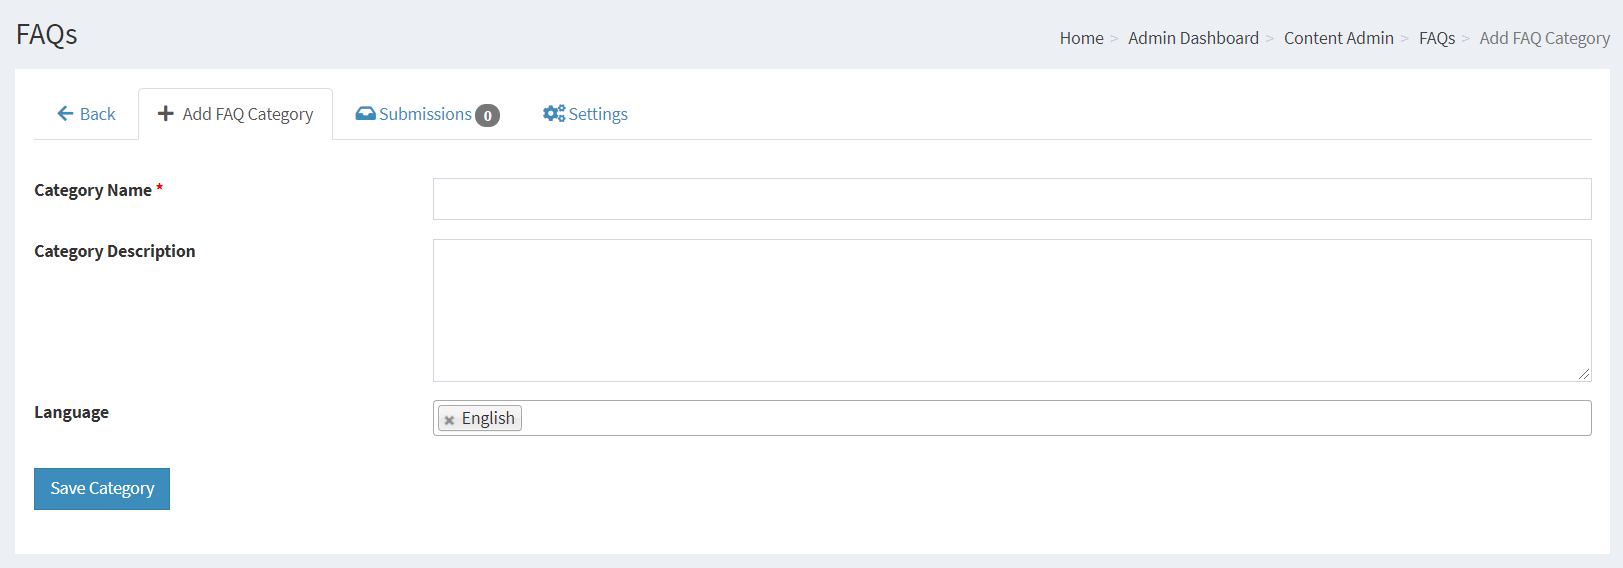 FAQs
Home > Admin Dashboard > Content Admin > FAQs > Add FAQ Category
Back
Add FAQ Category
Submissions 0
Settings
Category Name *
Category Description
Language
× English
Save Category